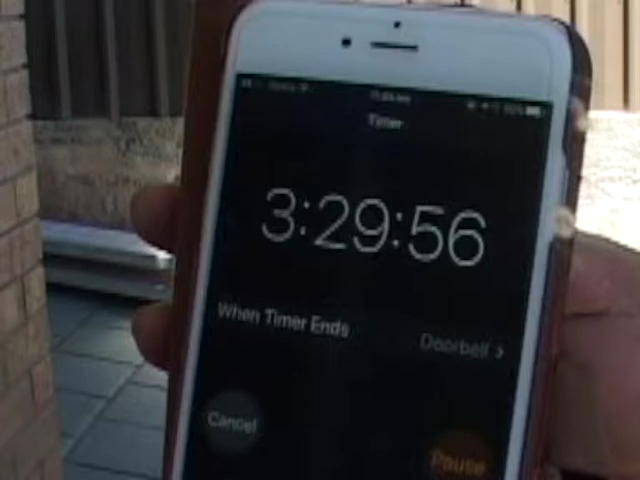 Timer
3:29:56
When Timer Ends
Doorbell >
Cancel
Pause